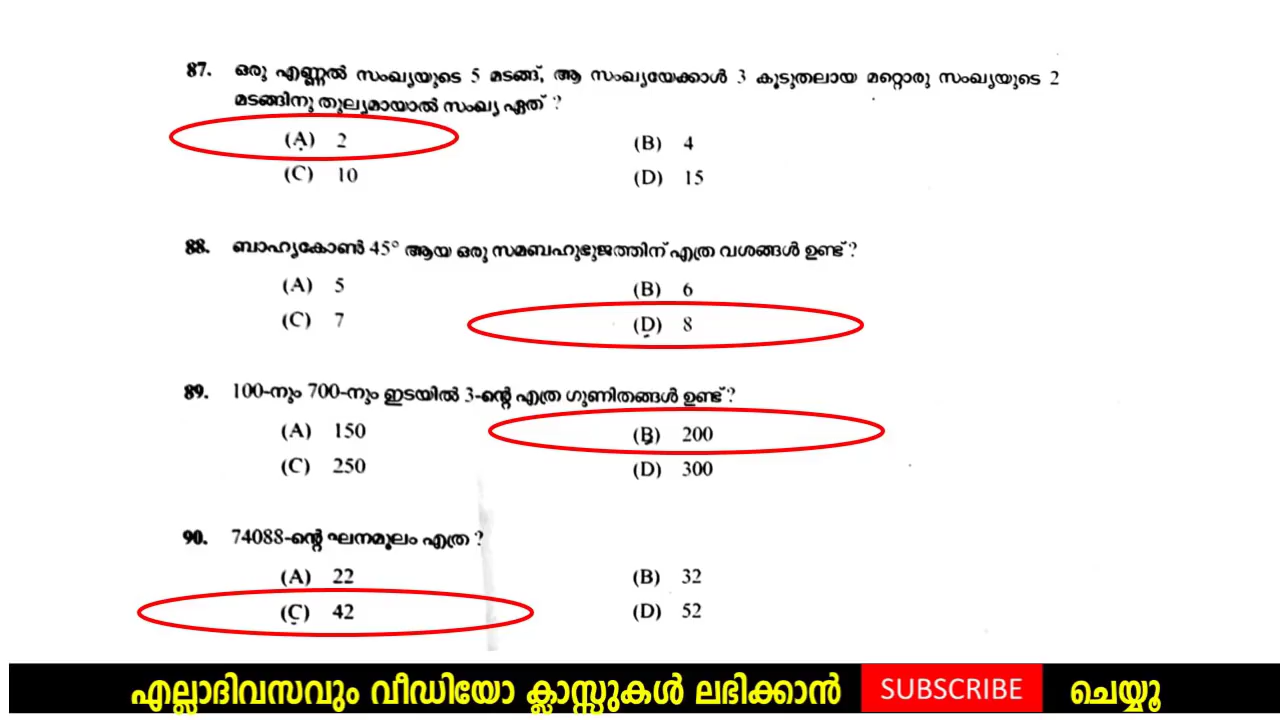 87. ഒരു എണ്ണൽ സംഖ്യയുടെ 5 മടങ്ങ്, ആ സംഖ്യയേക്കാൾ 3 കൂടുതലായ മറ്റൊരു സംഖ്യയുടെ 2
മടങ്ങിനു തുല്യമായാൽ സംഖ്യ ഏത് ?
(A) 2 (B) 4
(C) 10 (D) 15
88. ബാഹ്യകോൺ 45° ആയ ഒരു സമബഹുഭുജത്തിന് എത്ര വശങ്ങൾ ഉണ്ട് ?
(A) 5 (B) 6
(C) 7 (D) 8
89. 100-നും 700-നും ഇടയിൽ 3-ന്റെ എത്ര ഗുണിതങ്ങൾ ഉണ്ട് ?
(A) 150 (B) 200
(C) 250 (D) 300
90. 74088-ന്റെ ഘനമൂലം എത്ര ?
(A) 22 (B) 32
(C) 42 (D) 52
എല്ലാദിവസവും വീഡിയോ ക്ലാസ്സുകൾ ലഭിക്കാൻ SUBSCRIBE ചെയ്യൂ